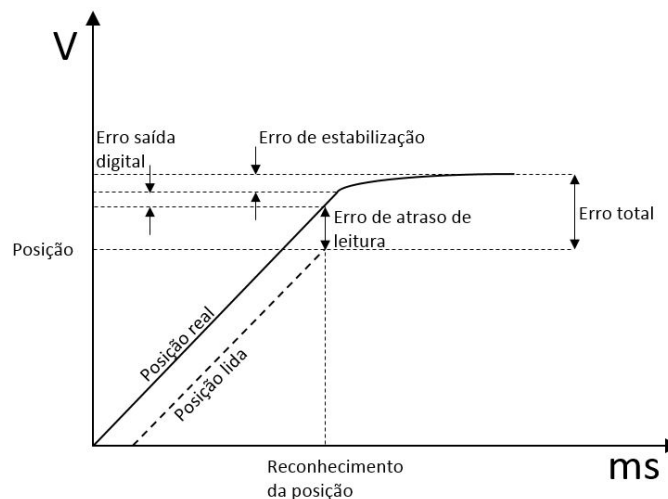 V
Erro saída
digital
Erro de estabilização
Erro de atraso de
leitura
Erro total
Posição
Posição real
Posição lida
Reconhecimento
da posição
ms